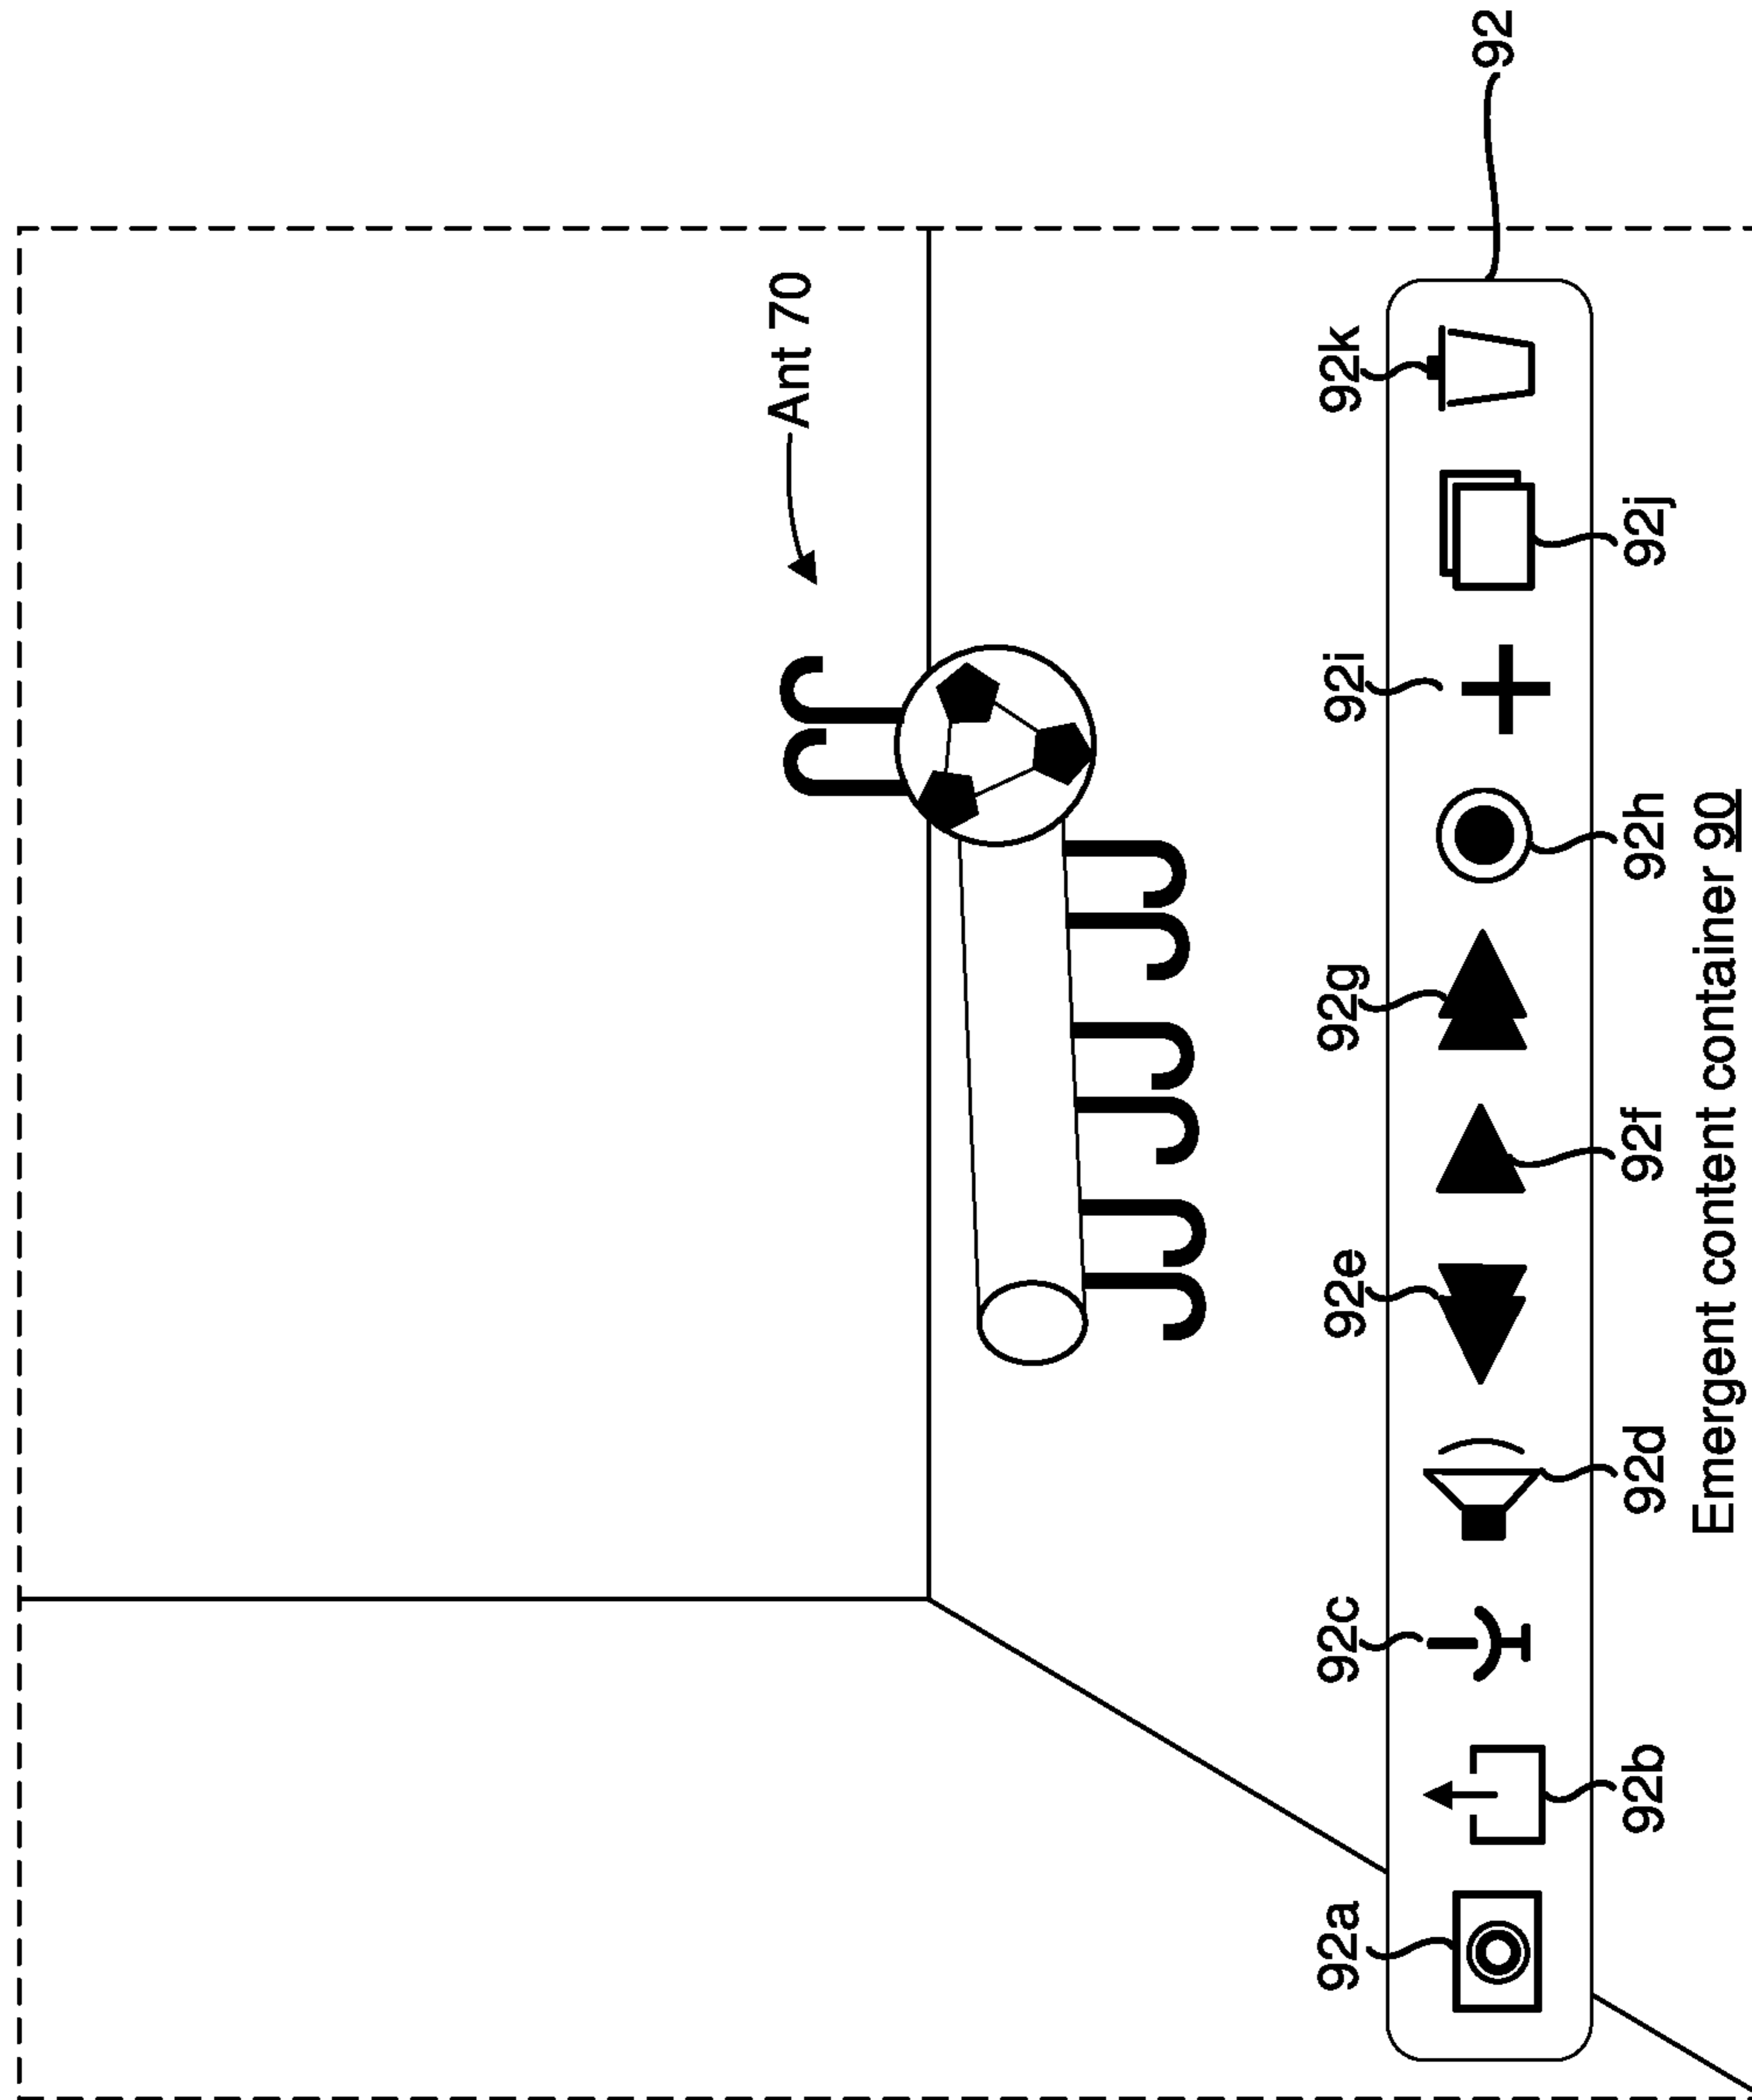 Ant 70
92
92a
92c
92e
92g
92i
92k
92b
92d
92f
92h
92j
Emergent content container 90